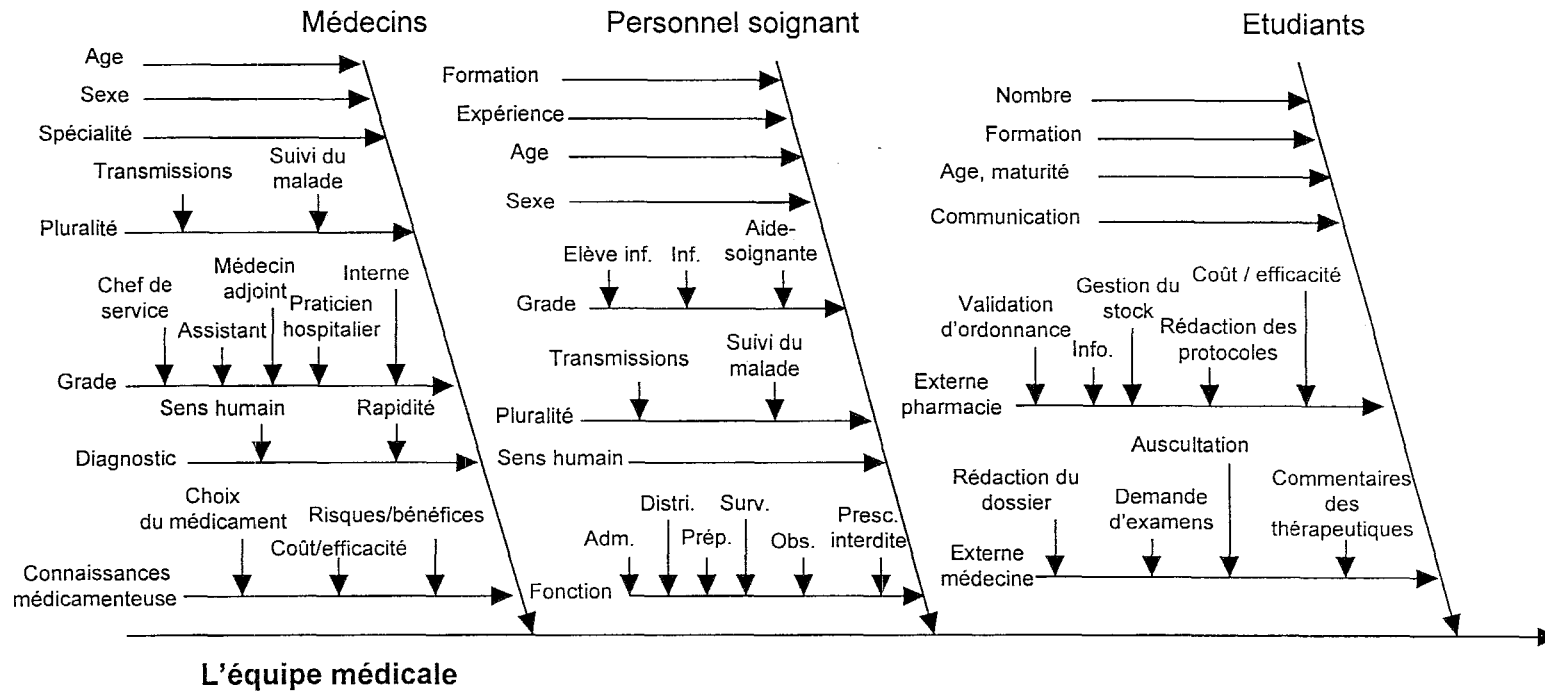 Médecins
Age
Sexe
Spécialité
Transmissions
Suivi du
malade
Pluralité
Chef de
service
Assistant
Médecin
adjoint
Praticien
hospitalier
Interne
Grade
Sens humain
Rapidité
Diagnostic
Choix
du médicament
Coût/efficacité
Risques/bénéfices
Connaissances
médicamenteuse
Personnel soignant
Formation
Expérience
Age
Sexe
Elève inf.
Inf.
Aide-
soignante
Grade
Transmissions
Suivi du
malade
Pluralité
Sens humain
Adm.
Distri.
Prép.
Surv.
Obs.
Presc.
interdite
Fonction
Etudiants
Nombre
Formation
Age, maturité
Communication
Validation
d'ordonnance
Info.
Gestion du
stock
Rédaction des
protocoles
Coût / efficacité
Externe
pharmacie
Rédaction du
dossier
Demande
d'examens
Auscultation
Commentaires
des
thérapeutiques
Externe
médecine
L'équipe médicale